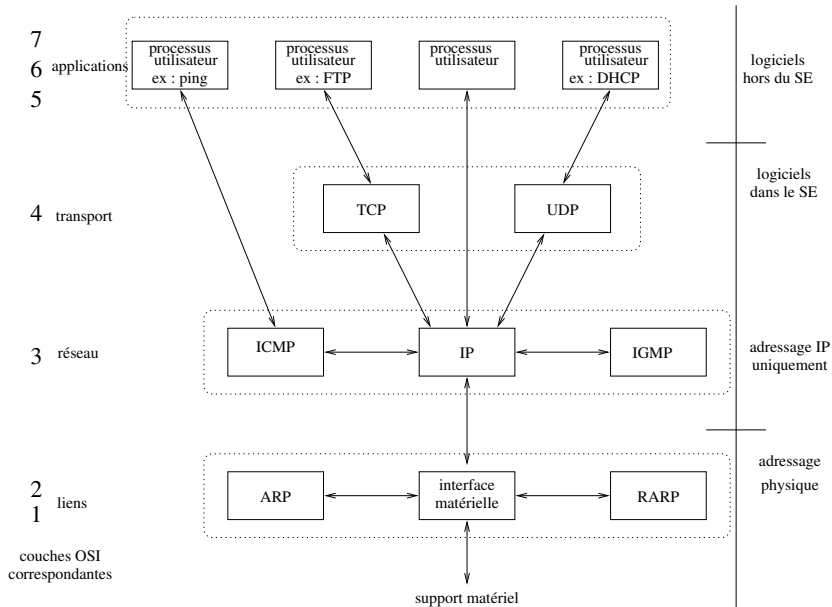 7
6
5
applications
processus
utilisateur
ex : ping
processus
utilisateur
ex : FTP
processus
utilisateur
processus
utilisateur
ex : DHCP
logiciels
hors du SE
4
transport
TCP
UDP
logiciels
dans le SE
3
réseau
ICMP
IP
IGMP
adressage IP
uniquement
2
1
liens
ARP
interface
matérielle
RARP
adressage
physique
couches OSI
correspondantes
support matériel